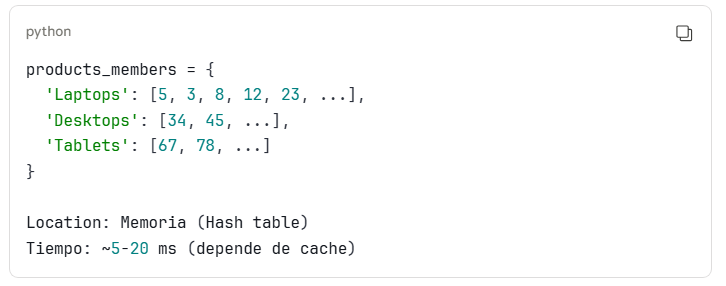 python
products_members = {
  'Laptops': [5, 3, 8, 12, 23, ...],
  'Desktops': [34, 45, ...],
  'Tablets': [67, 78, ...]
}
Location: Memoria (Hash table)
Tiempo: ~5-20 ms (depende de cache)